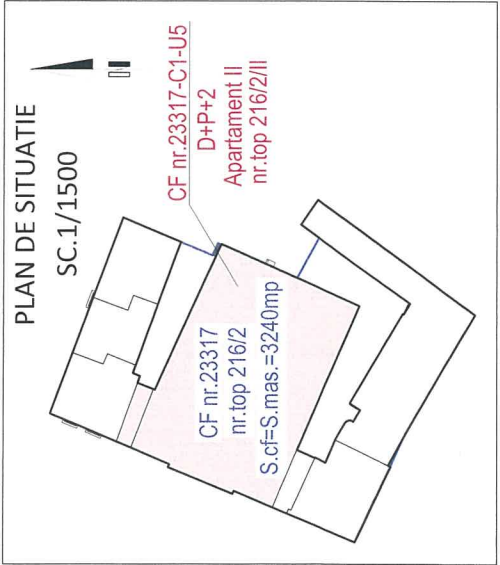 PLAN DE SITUATIE
SC.1/1500
CF nr.23317-C1-U5
D+P+2
Apartament II
nr.top 216/2/II
CF nr.23317
nr.top 216/2
S.cf=S.mas.=3240mp